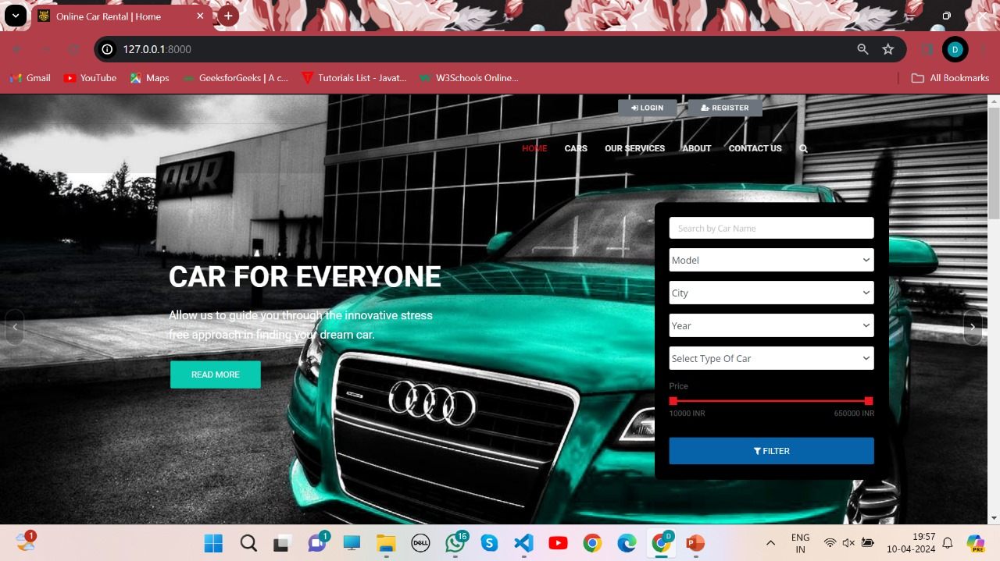 Online Car Rental | Home
127.0.0.1:8000
D
Gmail
YouTube
Maps
GeeksforGeeks | A c...
Tutorials List - Javat...
W3Schools Online...
All Bookmarks
LOGIN
REGISTER
HOME
CARS
OUR SERVICES
ABOUT
CONTACT US
APR
CAR FOR EVERYONE
Allow us to guide you through the innovative stress
free approach in finding your dream car.
READ MORE
Search by Car Name
Model
City
Year
Select Type Of Car
Price
10000 INR
650000 INR
FILTER
1
1
DELL
16
D
ENG
IN
19:57
10-04-2024
PRE